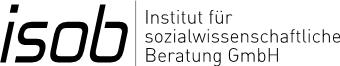 isob
Institut für
sozialwissenschaftliche
Beratung GmbH